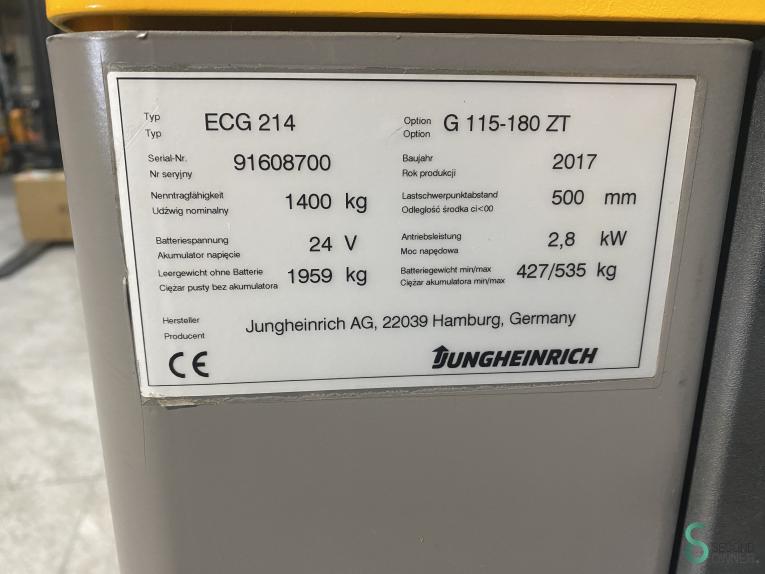 Typ ECG 214 Option G 115-180 ZT
Typ Option
Serial-Nr. 91608700 Baujahr 2017
Nr seryjny Rok produkcji
Nenntragfähigkeit 1400 kg Lastschwerpunktabstand 500 mm
Udźwig nominalny Odległość środka ci<00
Batteriespannung 24 V Antriebsleistung 2,8 kW
Akumulator napięcie Moc napędowa
Leergewicht ohne Batterie 1959 kg Batteriegewicht min/max 427/535 kg
Ciężar pusty bez akumulatora Ciężar akumulatora min/max
Hersteller Jungheinrich AG, 22039 Hamburg, Germany
Producent
CE JUNGHEINRICH
SECOND
OWNER.